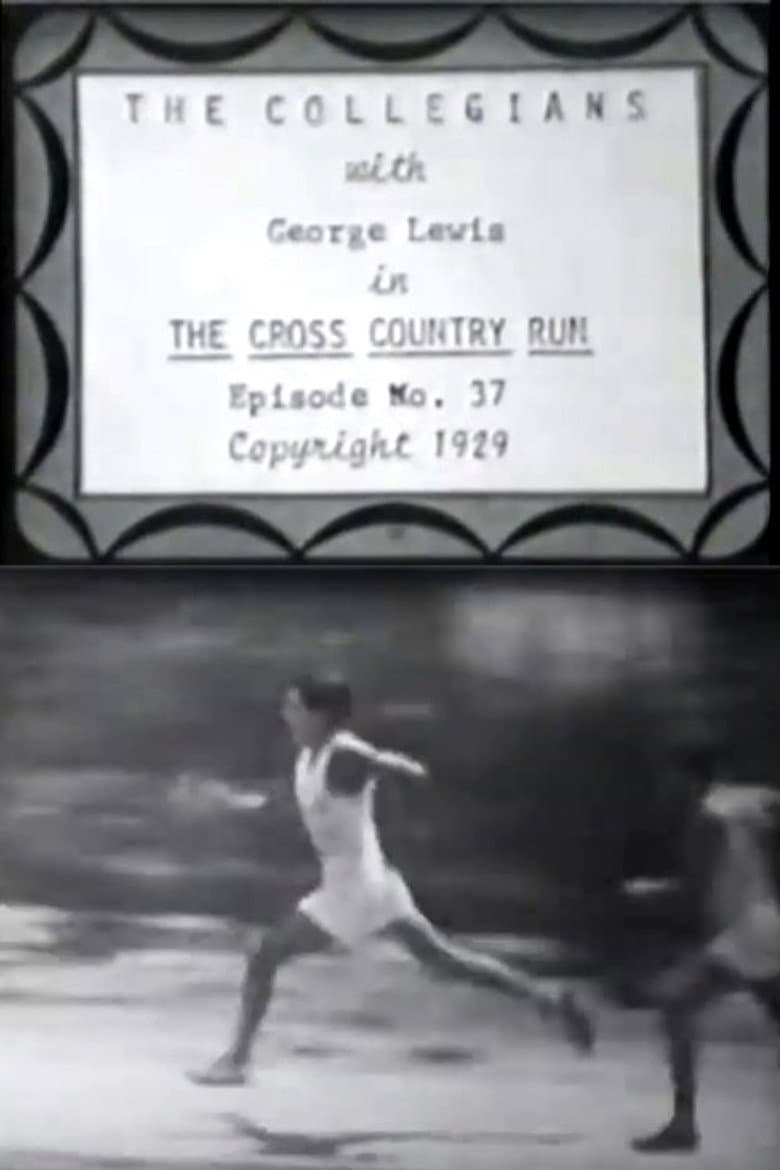 THE COLLEGIANS
with
George Lewis
in
THE CROSS COUNTRY RUN
Episode No. 37
Copyright 1929